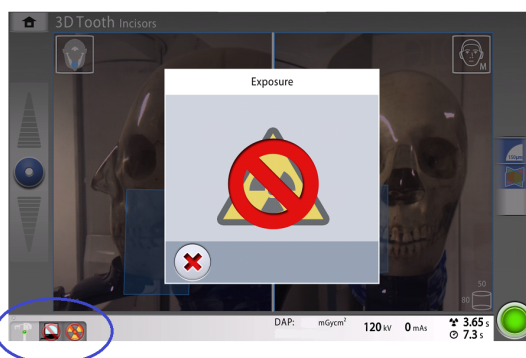 3D Tooth Incisors
M
Exposure
150µm
50
80
DAP: mGycm² 120 kV 0 mAs
3.65 s
7.3 s